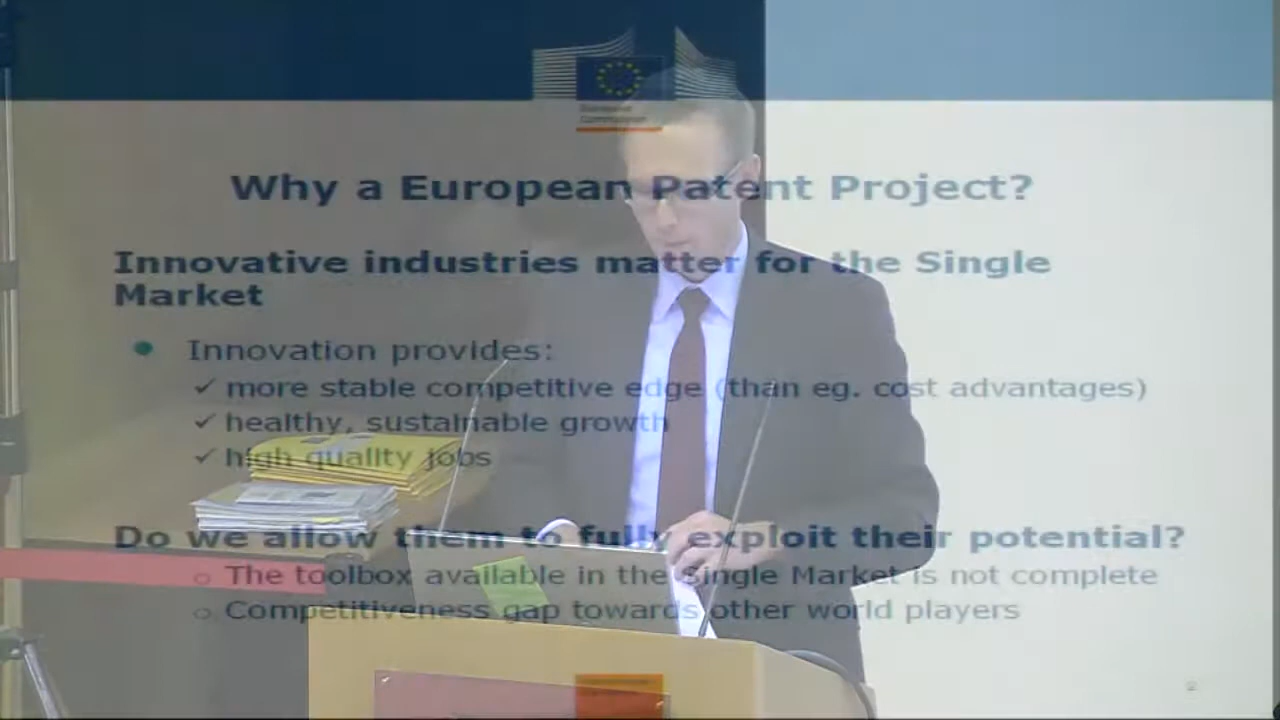 European
Commission
Why a European Patent Project?
Innovative industries matter for the Single
Market
Innovation provides:
more stable competitive edge (than eg. cost advantages)
healthy, sustainable growth
high quality jobs
Do we allow them to fully exploit their potential?
The toolbox available in the Single Market is not complete
Competitiveness gap towards other world players